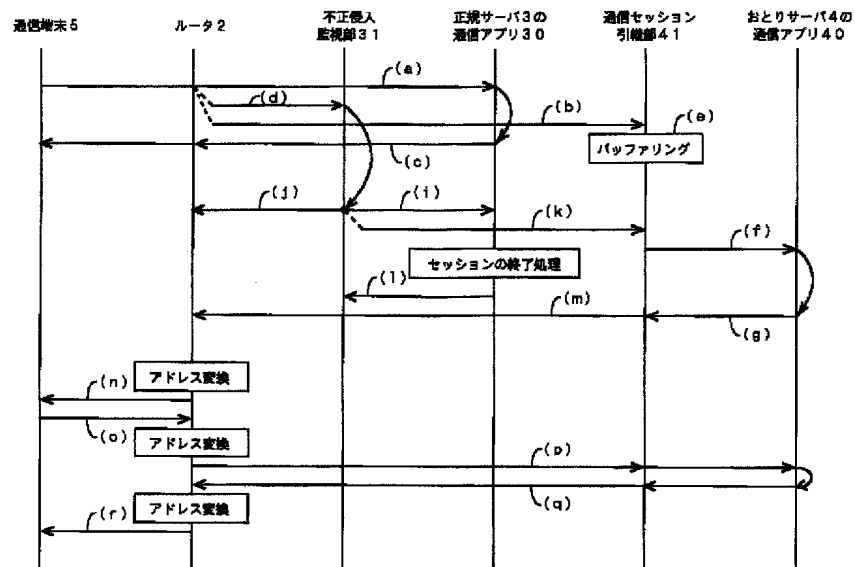 通信端末5
ルータ2
不正侵入
監視部31
正規サーバ3の
通信アプリ30
通信セッション
引継部41
おとりサーバ4の
通信アプリ40
(a)
(d)
(b)
(e)
バッファリング
(c)
(j)
(i)
(k)
(f)
セッションの終了処理
(l)
(m)
(g)
アドレス変換
(n)
(o)
アドレス変換
(p)
(q)
アドレス変換
(r)